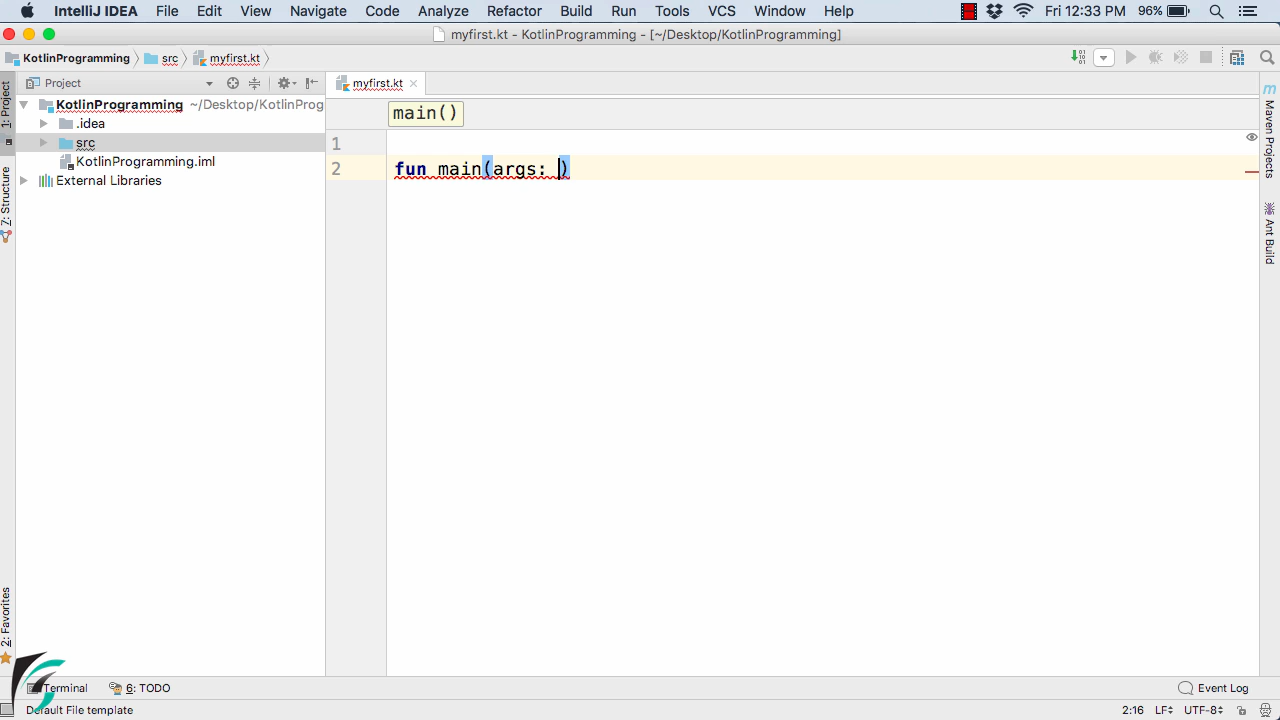 IntelliJ IDEA File Edit View Navigate Code Analyze Refactor Build Run Tools VCS Window Help Fri 12:33 PM 96%
myfirst.kt - KotlinProgramming - [~/Desktop/KotlinProgramming]
KotlinProgramming src myfirst.kt
Project
myfirst.kt
KotlinProgramming ~/Desktop/KotlinProg
.idea
src
KotlinProgramming.iml
External Libraries
main()
1
2 fun main(args: )
1: Project
7: Structure
2: Favorites
Maven Projects
Ant Build
Terminal 6: TODO Event Log
Default File template 2:16 LF UTF-8